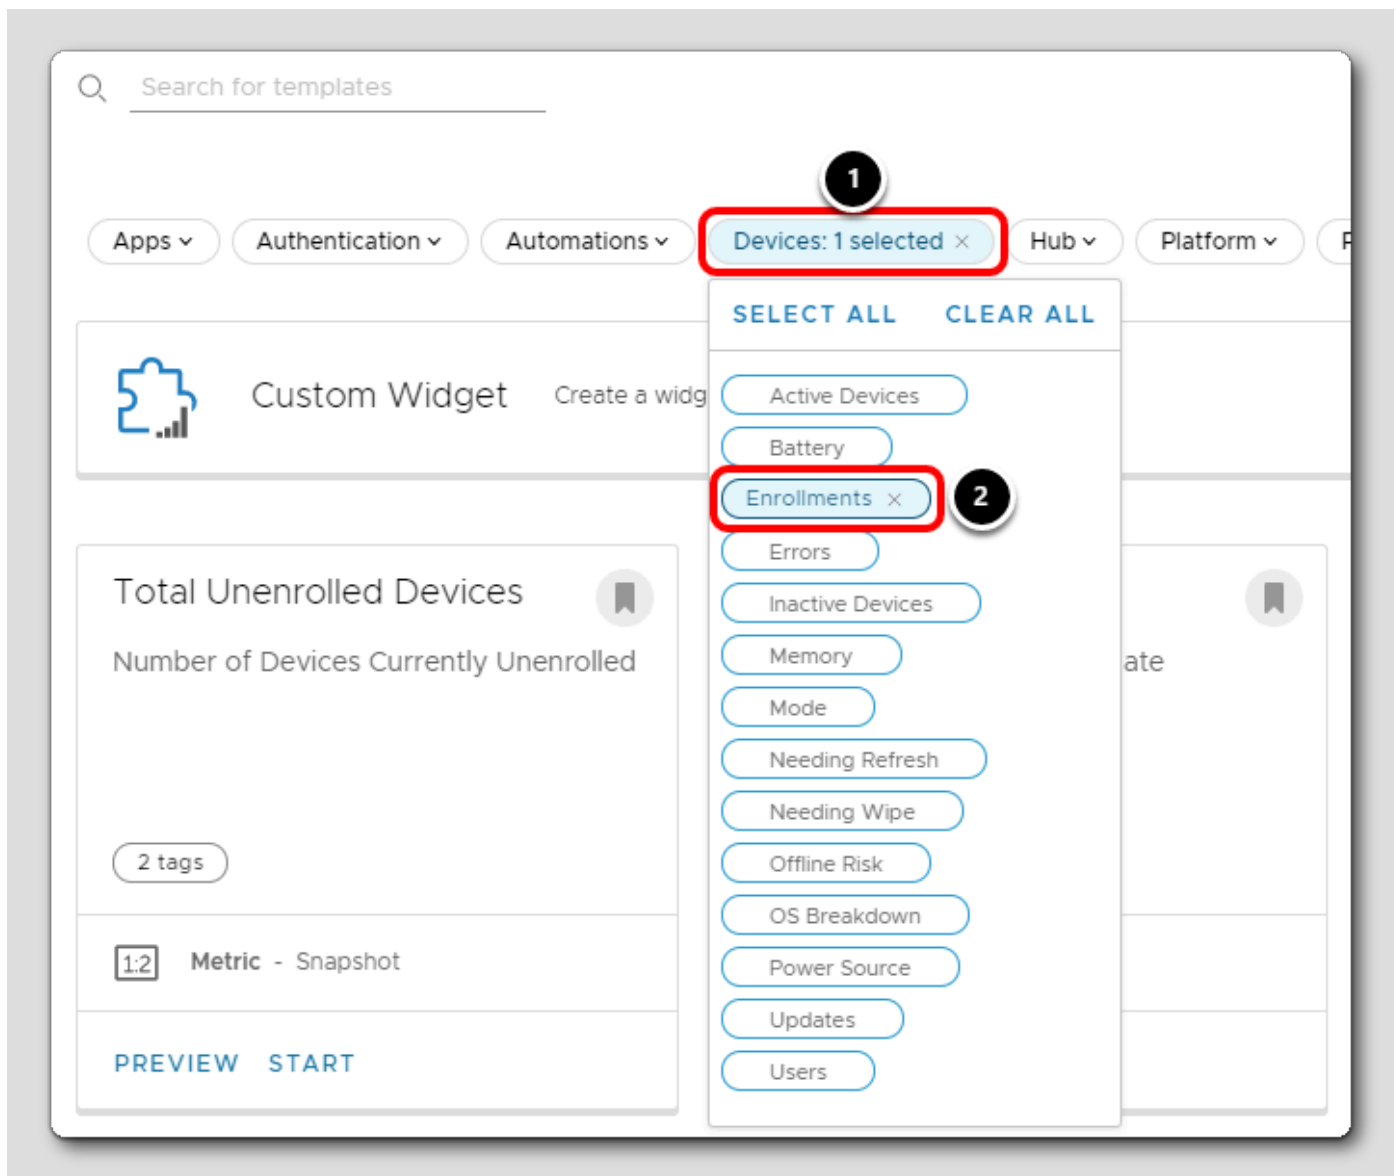 Search for templates
1
Apps
Authentication
Automations
Devices: 1 selected ×
Hub
Platform
SELECT ALL CLEAR ALL
Custom Widget
Create a widg
Active Devices
Battery
Enrollments ×
2
Errors
Inactive Devices
Memory
Mode
Needing Refresh
Needing Wipe
Offline Risk
OS Breakdown
Power Source
Updates
Users
Total Unenrolled Devices
Number of Devices Currently Unenrolled
2 tags
1:2
Metric - Snapshot
PREVIEW START
ate